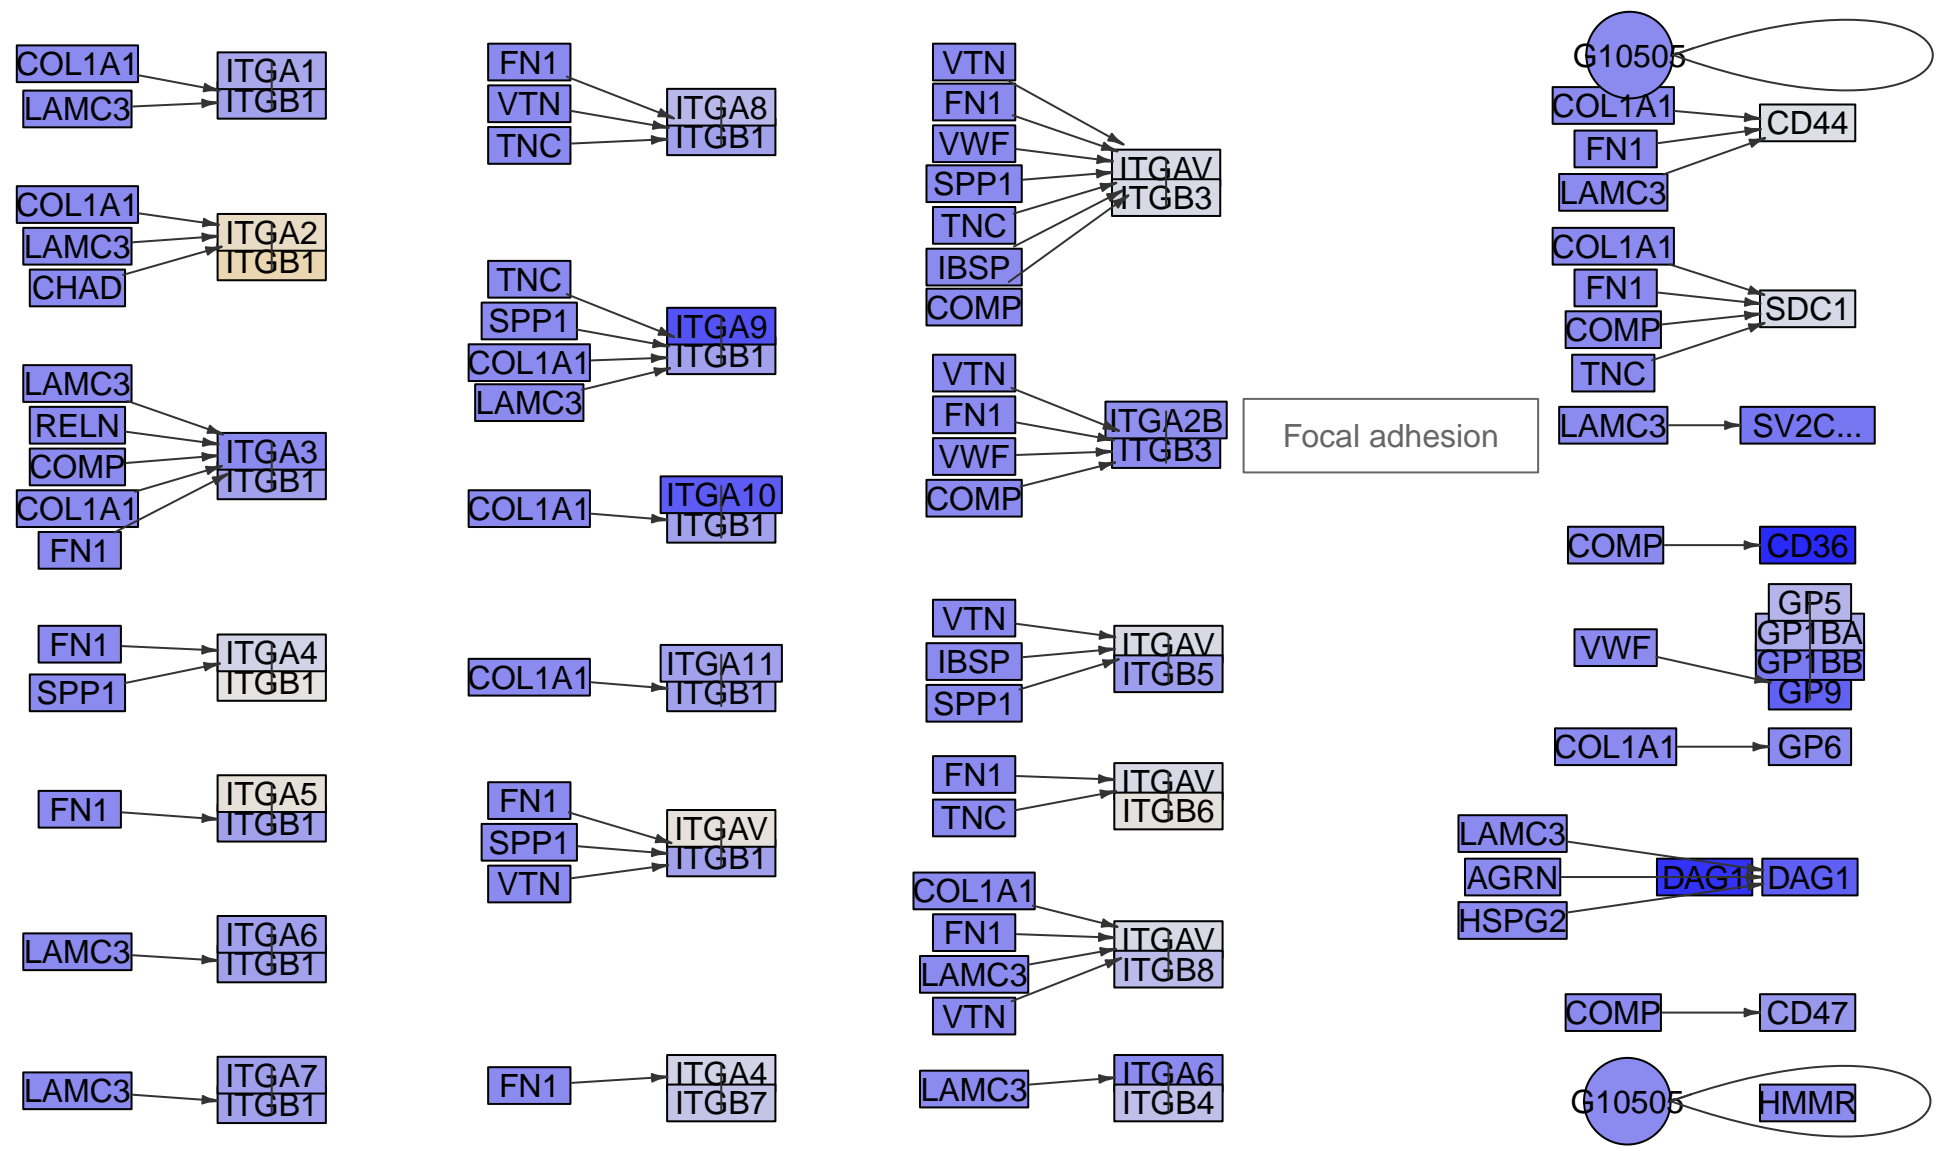 COL1A1
LAMC3
ITGA1
ITGB1
COL1A1
LAMC3
CHAD
ITGA2
ITGB1
LAMC3
RELN
COMP
COL1A1
FN1
ITGA3
ITGB1
FN1
SPP1
ITGA4
ITGB1
FN1
ITGA5
ITGB1
LAMC3
ITGA6
ITGB1
LAMC3
ITGA7
ITGB1
FN1
VTN
TNC
ITGA8
ITGB1
TNC
SPP1
COL1A1
LAMC3
ITGA9
ITGB1
COL1A1
ITGA10
ITGB1
COL1A1
ITGA11
ITGB1
FN1
SPP1
VTN
ITGAV
ITGB1
FN1
ITGA4
ITGB7
VTN
FN1
VWF
SPP1
TNC
IBSP
COMP
ITGAV
ITGB3
VTN
FN1
VWF
COMP
ITGA2B
ITGB3
Focal adhesion
VTN
IBSP
SPP1
ITGAV
ITGB5
FN1
TNC
ITGAV
ITGB6
COL1A1
FN1
LAMC3
VTN
ITGAV
ITGB8
LAMC3
ITGA6
ITGB4
G10505
COL1A1
FN1
LAMC3
CD44
COL1A1
FN1
COMP
TNC
SDC1
LAMC3
SV2C...
COMP
CD36
VWF
GP5
GP1BA
GP1BB
GP9
COL1A1
GP6
LAMC3
AGRN
HSPG2
DAG1
DAG1
COMP
CD47
G10505
HMMR